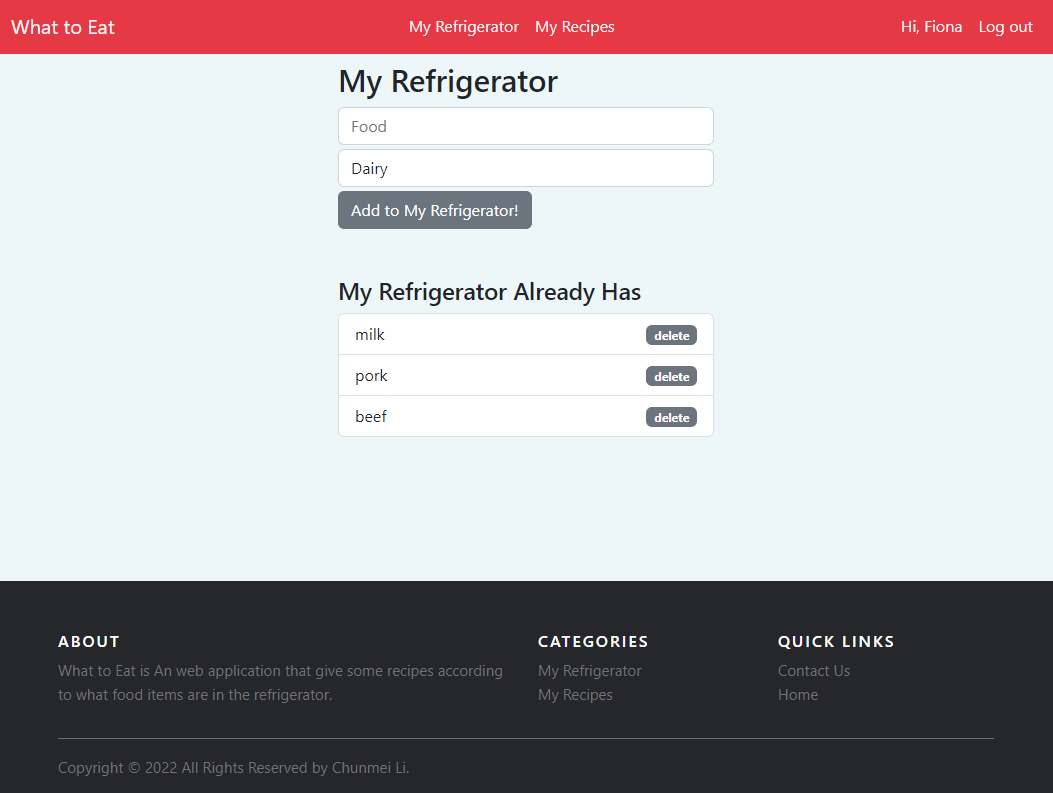 What to Eat My Refrigerator My Recipes Hi, Fiona Log out
My Refrigerator
Food
Dairy
Add to My Refrigerator!
My Refrigerator Already Has
milk delete
pork delete
beef delete
ABOUT
What to Eat is An web application that give some recipes according
to what food items are in the refrigerator.
CATEGORIES
My Refrigerator
My Recipes
QUICK LINKS
Contact Us
Home
Copyright © 2022 All Rights Reserved by Chunmei Li.